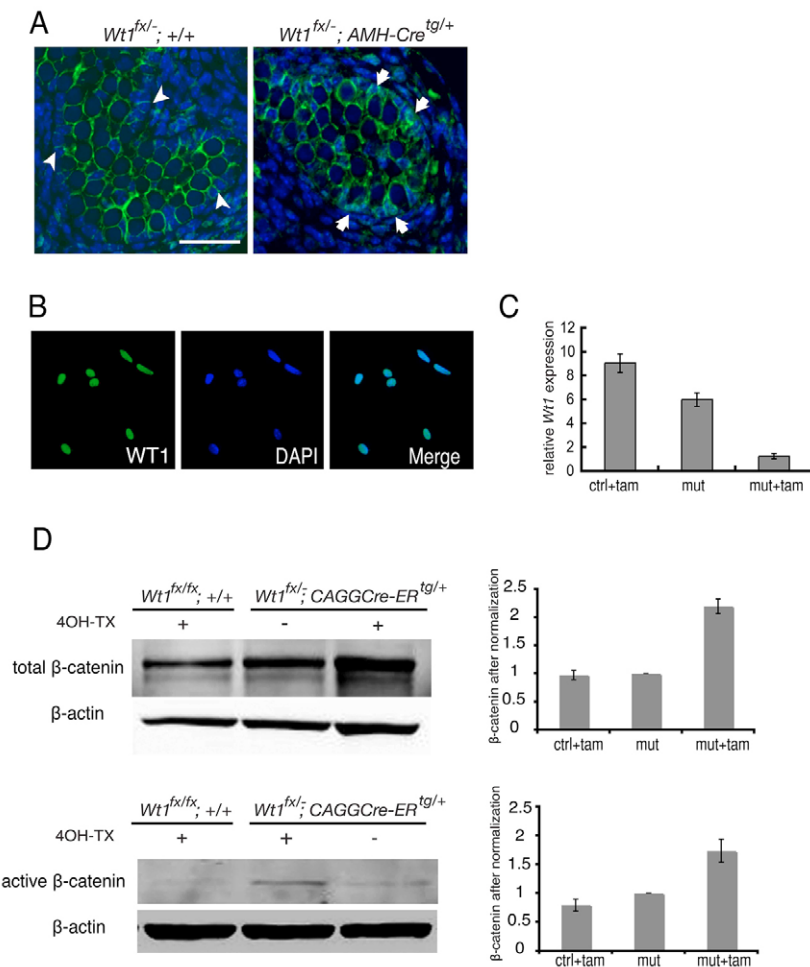 A
Wt1fx/-; +/+
Wt1fx/-; AMH-Cretg/+
B
WT1
DAPI
Merge
C
relative Wt1 expression
12
10
8
6
4
2
0
ctrl+tam mut mut+tam
D
Wt1fx/fx; +/+ Wt1fx/-; CAGGCre-ERtg/+
4OH-TX + - +
total β-catenin
β-actin
β-catenin after normalization
2.5
2
1.5
1
0.5
0
ctrl+tam mut mut+tam
Wt1fx/fx; +/+ Wt1fx/-; CAGGCre-ERtg/+
4OH-TX + + -
active β-catenin
β-actin
β-catenin after normalization
2.5
2
1.5
1
0.5
0
ctrl+tam mut mut+tam